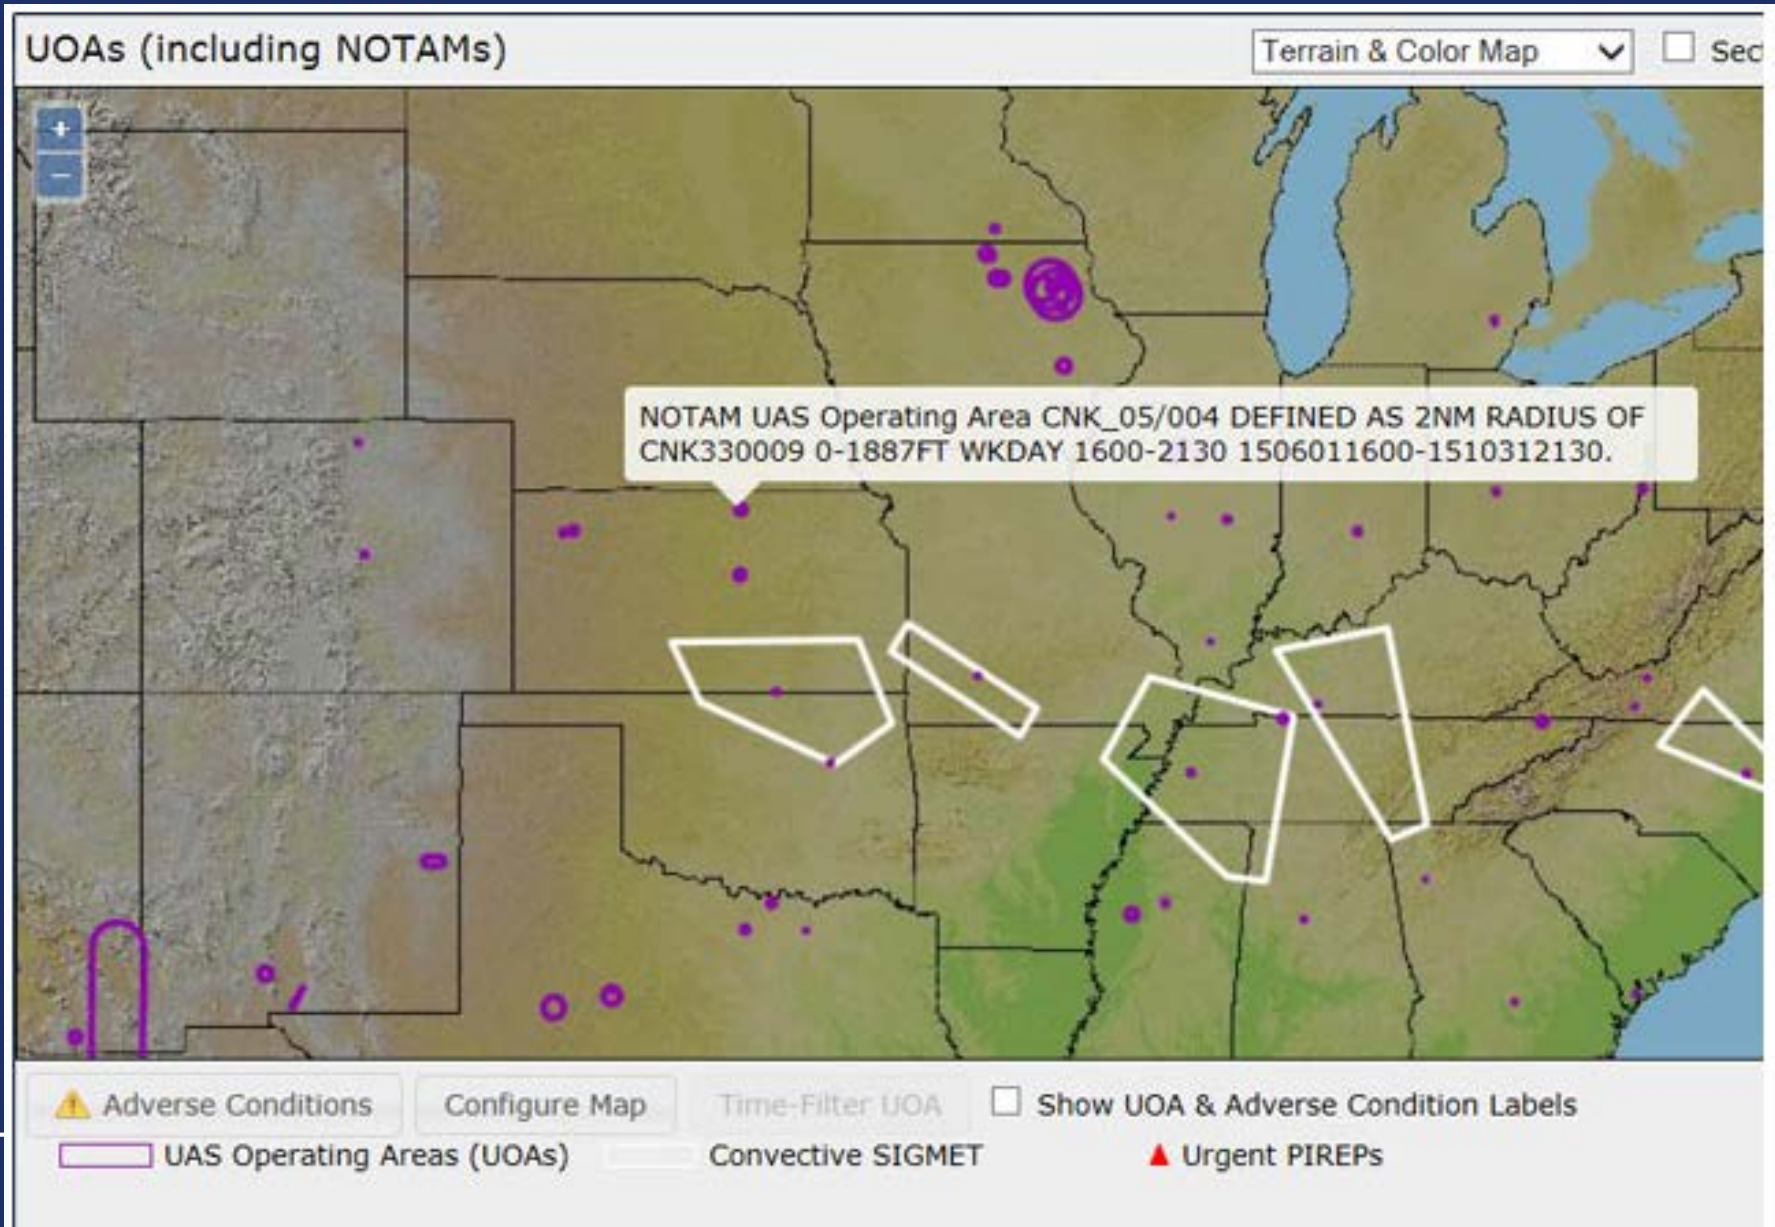 UOAs (including NOTAMs)
Terrain & Color Map
Sec
+
−
NOTAM UAS Operating Area CNK_05/004 DEFINED AS 2NM RADIUS OF
CNK330009 0-1887FT WKDAY 1600-2130 1506011600-1510312130.
Adverse Conditions
Configure Map
Time-Filter UOA
Show UOA & Adverse Condition Labels
UAS Operating Areas (UOAs)
Convective SIGMET
Urgent PIREPs